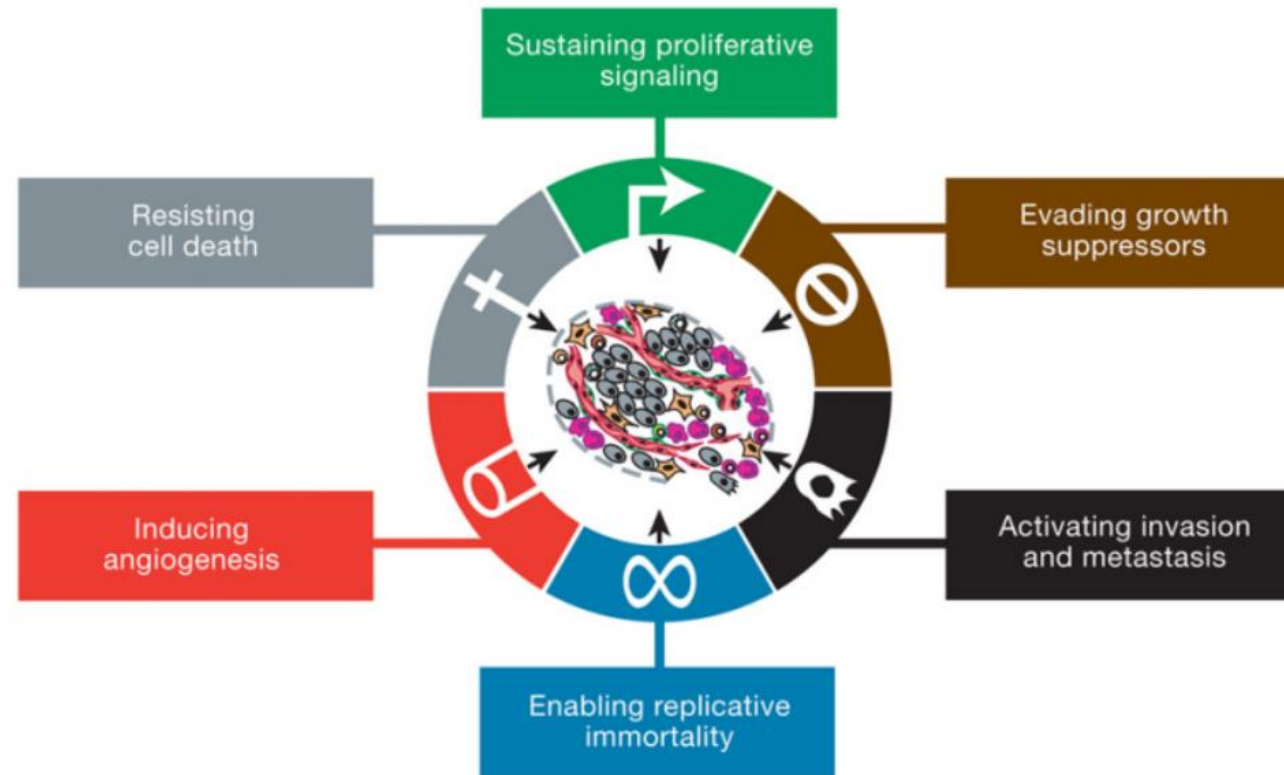 Sustaining proliferative
signaling
Resisting
cell death
Evading growth
suppressors
Inducing
angiogenesis
Activating invasion
and metastasis
Enabling replicative
immortality